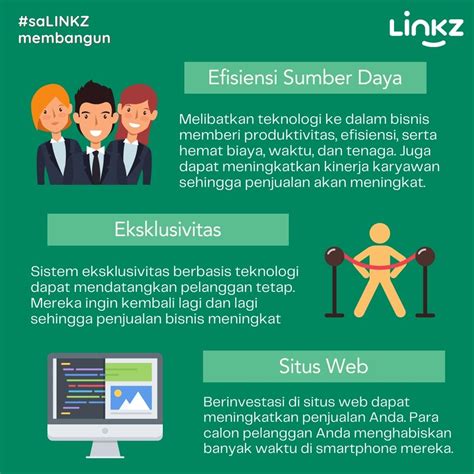 #saLINKZ
membangun
LINKZ
Efisiensi Sumber Daya
Melibatkan teknologi ke dalam bisnis
memberi produktivitas, efisiensi, serta
hemat biaya, waktu, dan tenaga. Juga
dapat meningkatkan kinerja karyawan
sehingga penjualan akan meningkat.
Eksklusivitas
Sistem eksklusivitas berbasis teknologi
dapat mendatangkan pelanggan tetap.
Mereka ingin kembali lagi dan lagi
sehingga penjualan bisnis meningkat
Situs Web
Berinvestasi di situs web dapat
meningkatkan penjualan Anda. Para
calon pelanggan Anda menghabiskan
banyak waktu di smartphone mereka.